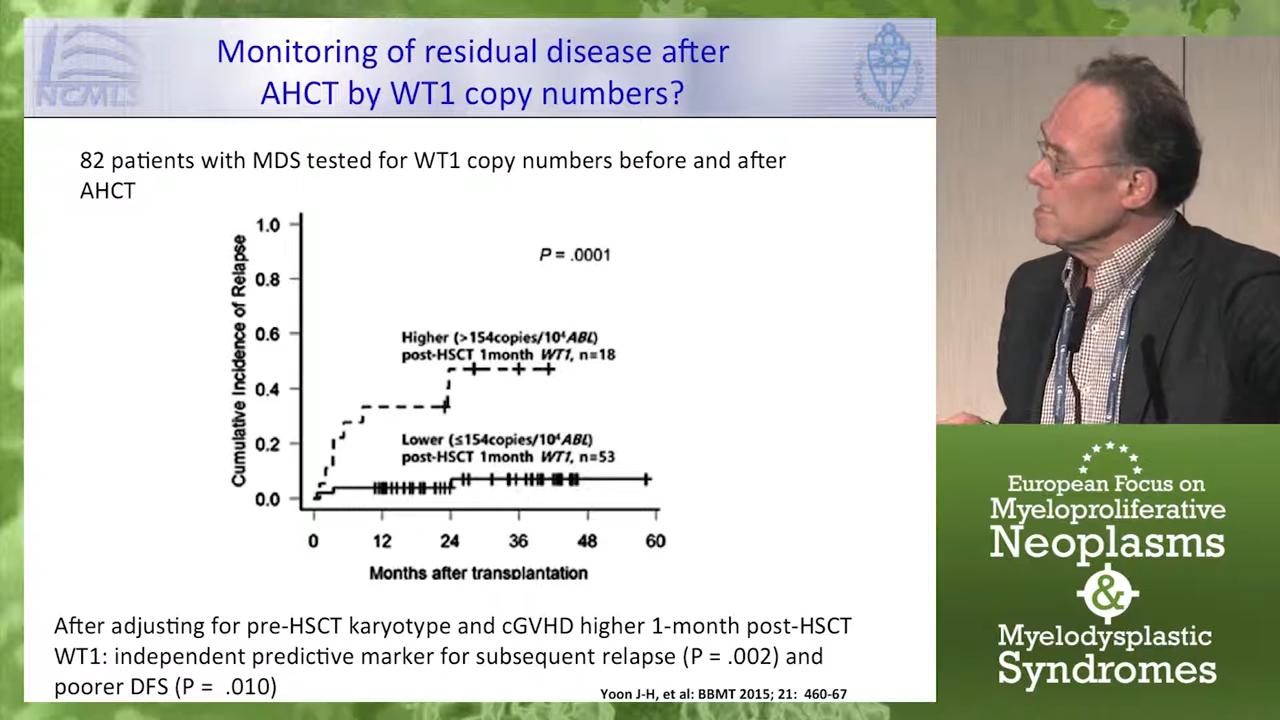 NCMLS
Monitoring of residual disease after
AHCT by WT1 copy numbers?
82 patients with MDS tested for WT1 copy numbers before and after
AHCT
Cumulative Incidence of Relapse
1.0
0.8
0.6
0.4
0.2
0.0
P = .0001
Higher (>154copies/10⁴ABL)
post-HSCT 1month WT1, n=18
Lower (≤154copies/10⁴ABL)
post-HSCT 1month WT1, n=53
0 12 24 36 48 60
Months after transplantation
After adjusting for pre-HSCT karyotype and cGVHD higher 1-month post-HSCT
WT1: independent predictive marker for subsequent relapse (P = .002) and
poorer DFS (P = .010)
Yoon J-H, et al: BBMT 2015; 21: 460-67
European Focus on
Myeloproliferative
Neoplasms
&
Myelodysplastic
Syndromes